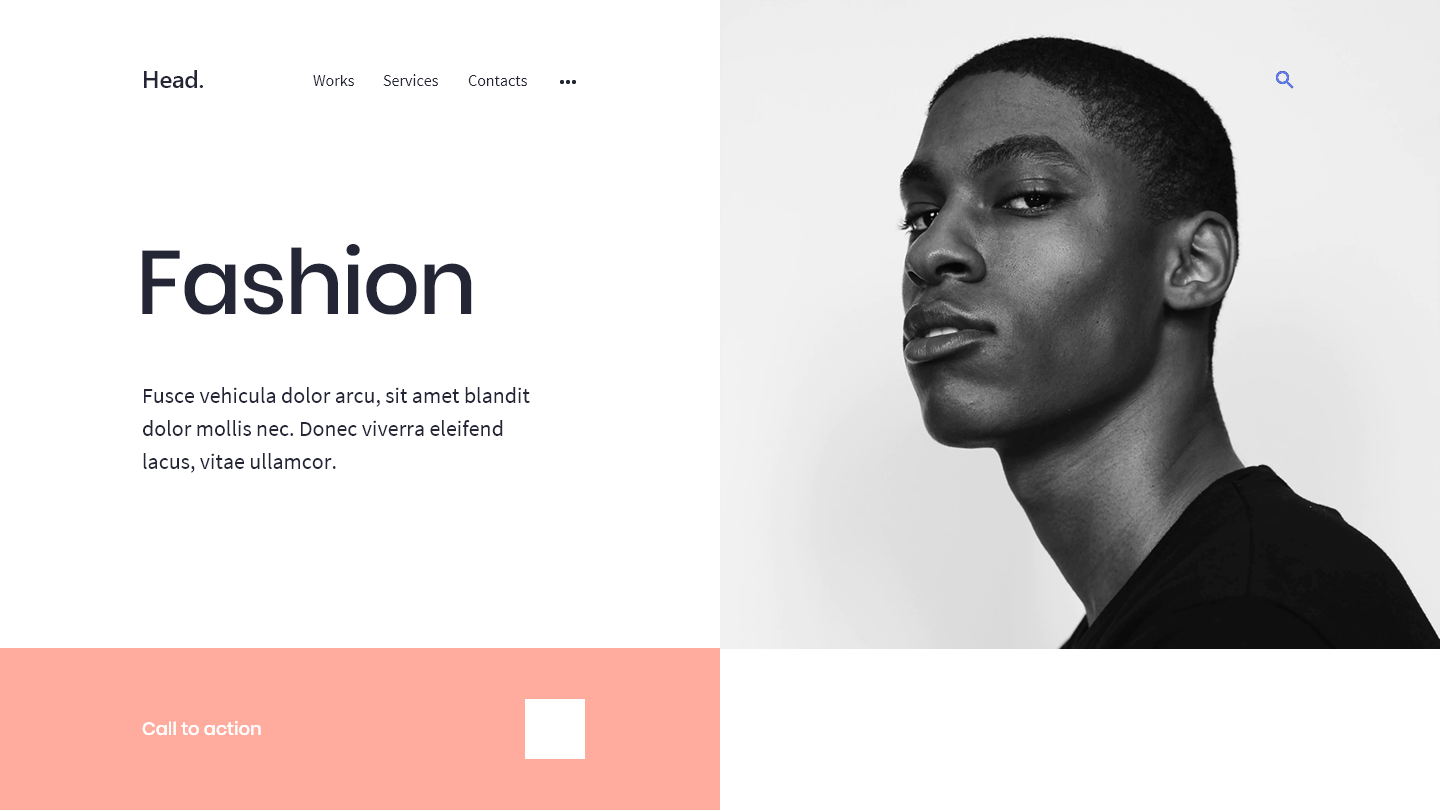 Head.
Works Services Contacts
Fashion
Fusce vehicula dolor arcu, sit amet blandit
dolor mollis nec. Donec viverra eleifend
lacus, vitae ullamcor.
Call to action